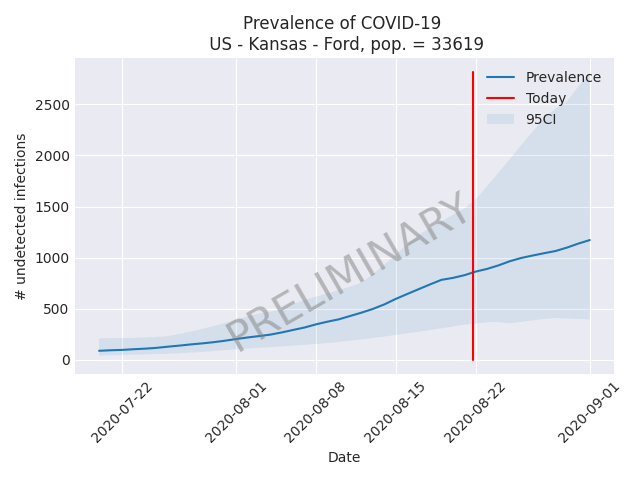 Prevalence of COVID-19
US - Kansas - Ford, pop. = 33619
Prevalence
Today
95CI
# undetected infections
2500
2000
1500
1000
500
0
PRELIMINARY
2020-07-22
2020-08-01
2020-08-08
2020-08-15
2020-08-22
2020-09-01
Date